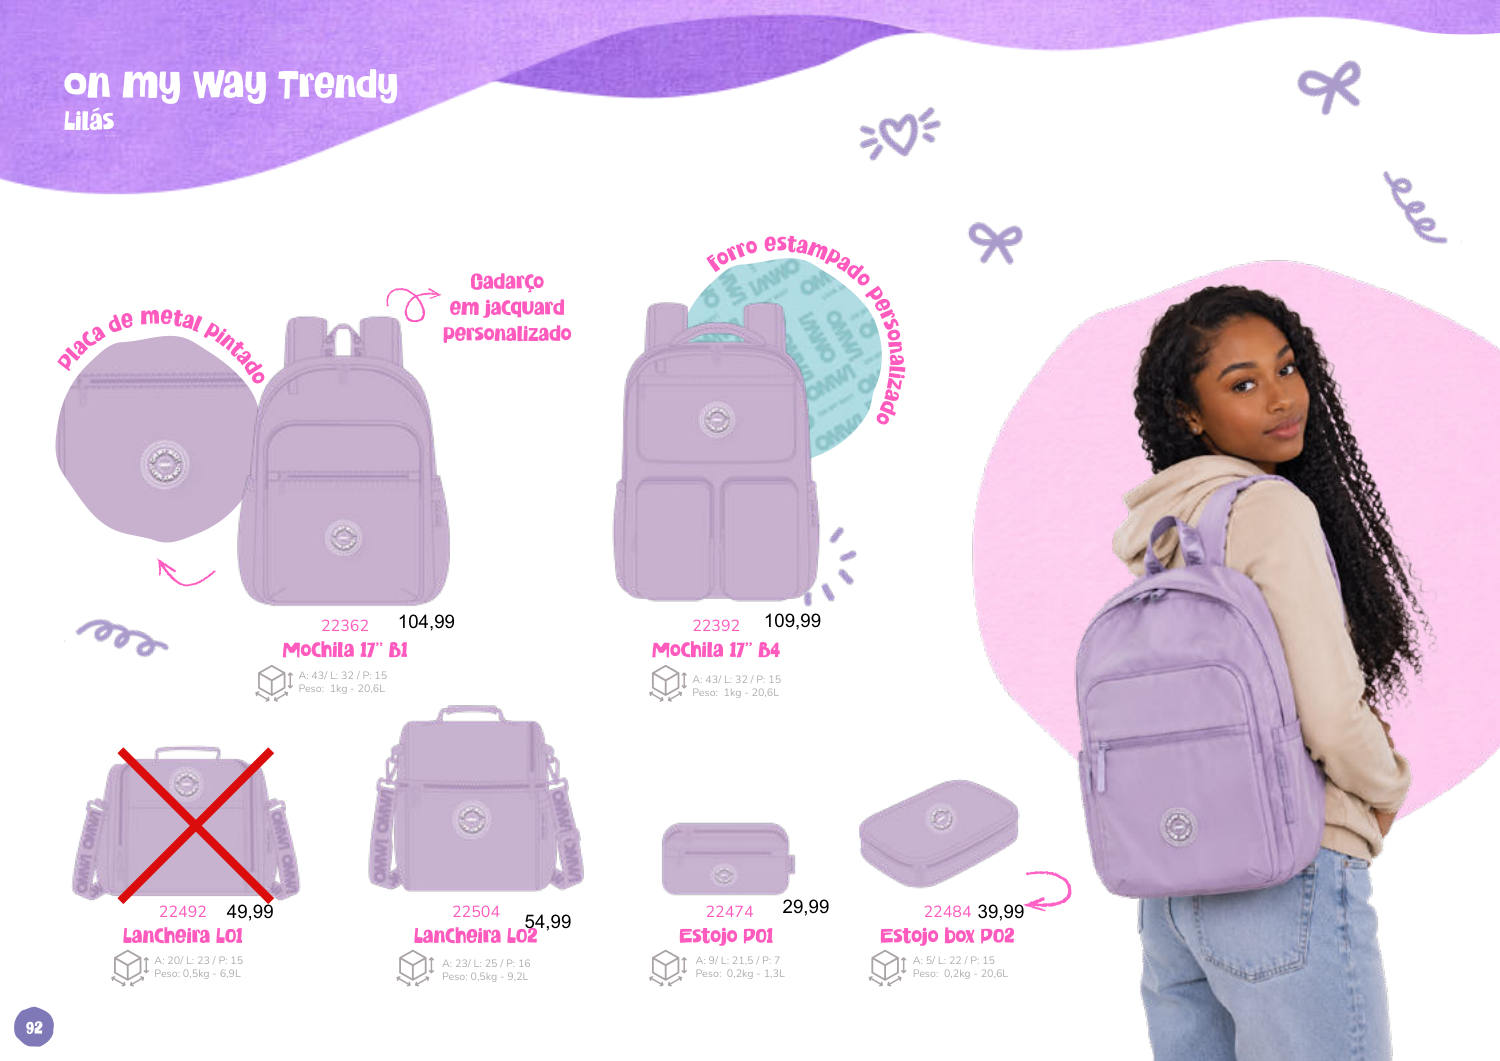 on my way Trendy
Lilás
Forro estampado personalizado
Cadarço
em jacquard
personalizado
Placa de metal pintado
22362 104,99
Mochila 17" B1
A: 43/ L: 32 / P: 15
Peso: 1kg - 20,6L
22392 109,99
Mochila 17" B4
A: 43/ L: 32 / P: 15
Peso: 1kg - 20,6L
22492 49,99
Lancheira L01
A: 20/ L: 23 / P: 15
Peso: 0,5kg - 6,9L
22504 54,99
Lancheira L02
A: 23/ L: 25 / P: 16
Peso: 0,5kg - 9,2L
22474 29,99
Estojo P01
A: 9/ L: 21,5 / P: 7
Peso: 0,2kg - 1,3L
22484 39,99
Estojo box P02
A: 5/ L: 22 / P: 15
Peso: 0,2kg - 20,6L
92